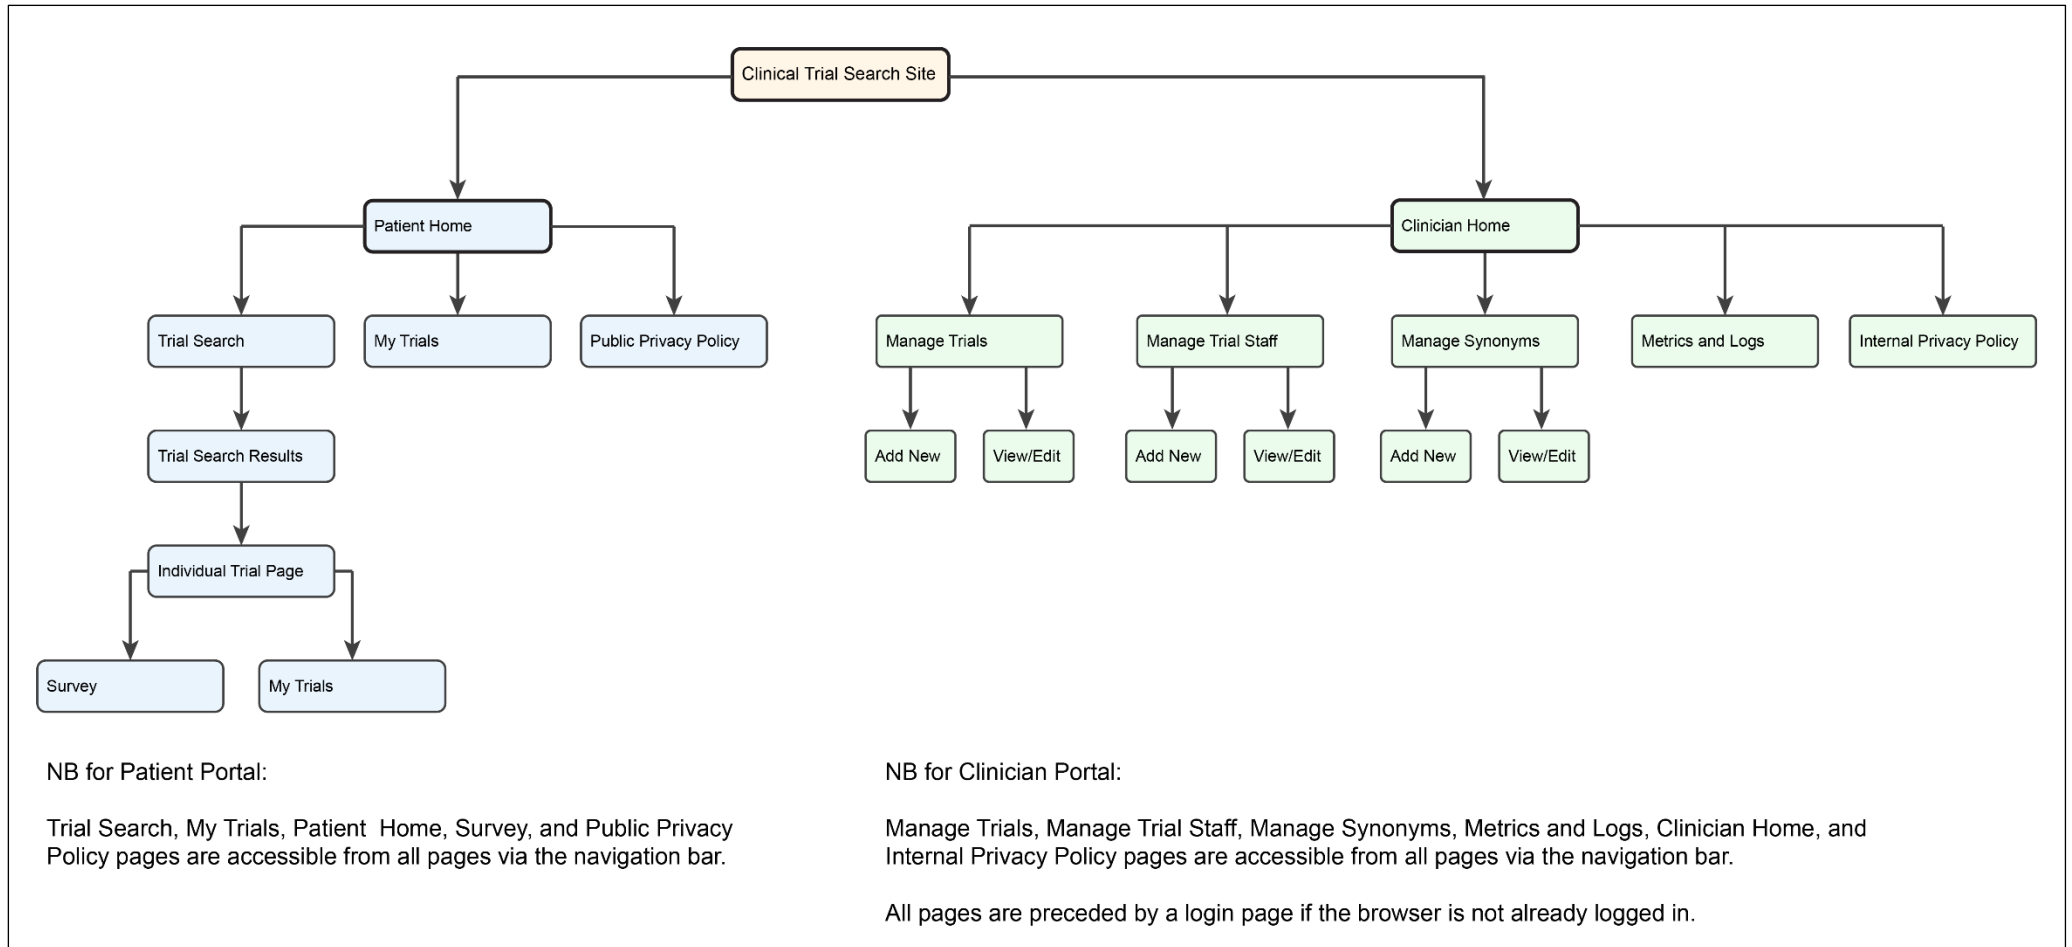 Clinical Trial Search Site
Patient Home
Clinician Home
Trial Search
My Trials
Public Privacy Policy
Manage Trials
Manage Trial Staff
Manage Synonyms
Metrics and Logs
Internal Privacy Policy
Trial Search Results
Add New
View/Edit
Add New
View/Edit
Add New
View/Edit
Individual Trial Page
Survey
My Trials
NB for Patient Portal:
Trial Search, My Trials, Patient  Home, Survey, and Public Privacy
Policy pages are accessible from all pages via the navigation bar.
NB for Clinician Portal:
Manage Trials, Manage Trial Staff, Manage Synonyms, Metrics and Logs, Clinician Home, and
Internal Privacy Policy pages are accessible from all pages via the navigation bar.
All pages are preceded by a login page if the browser is not already logged in.